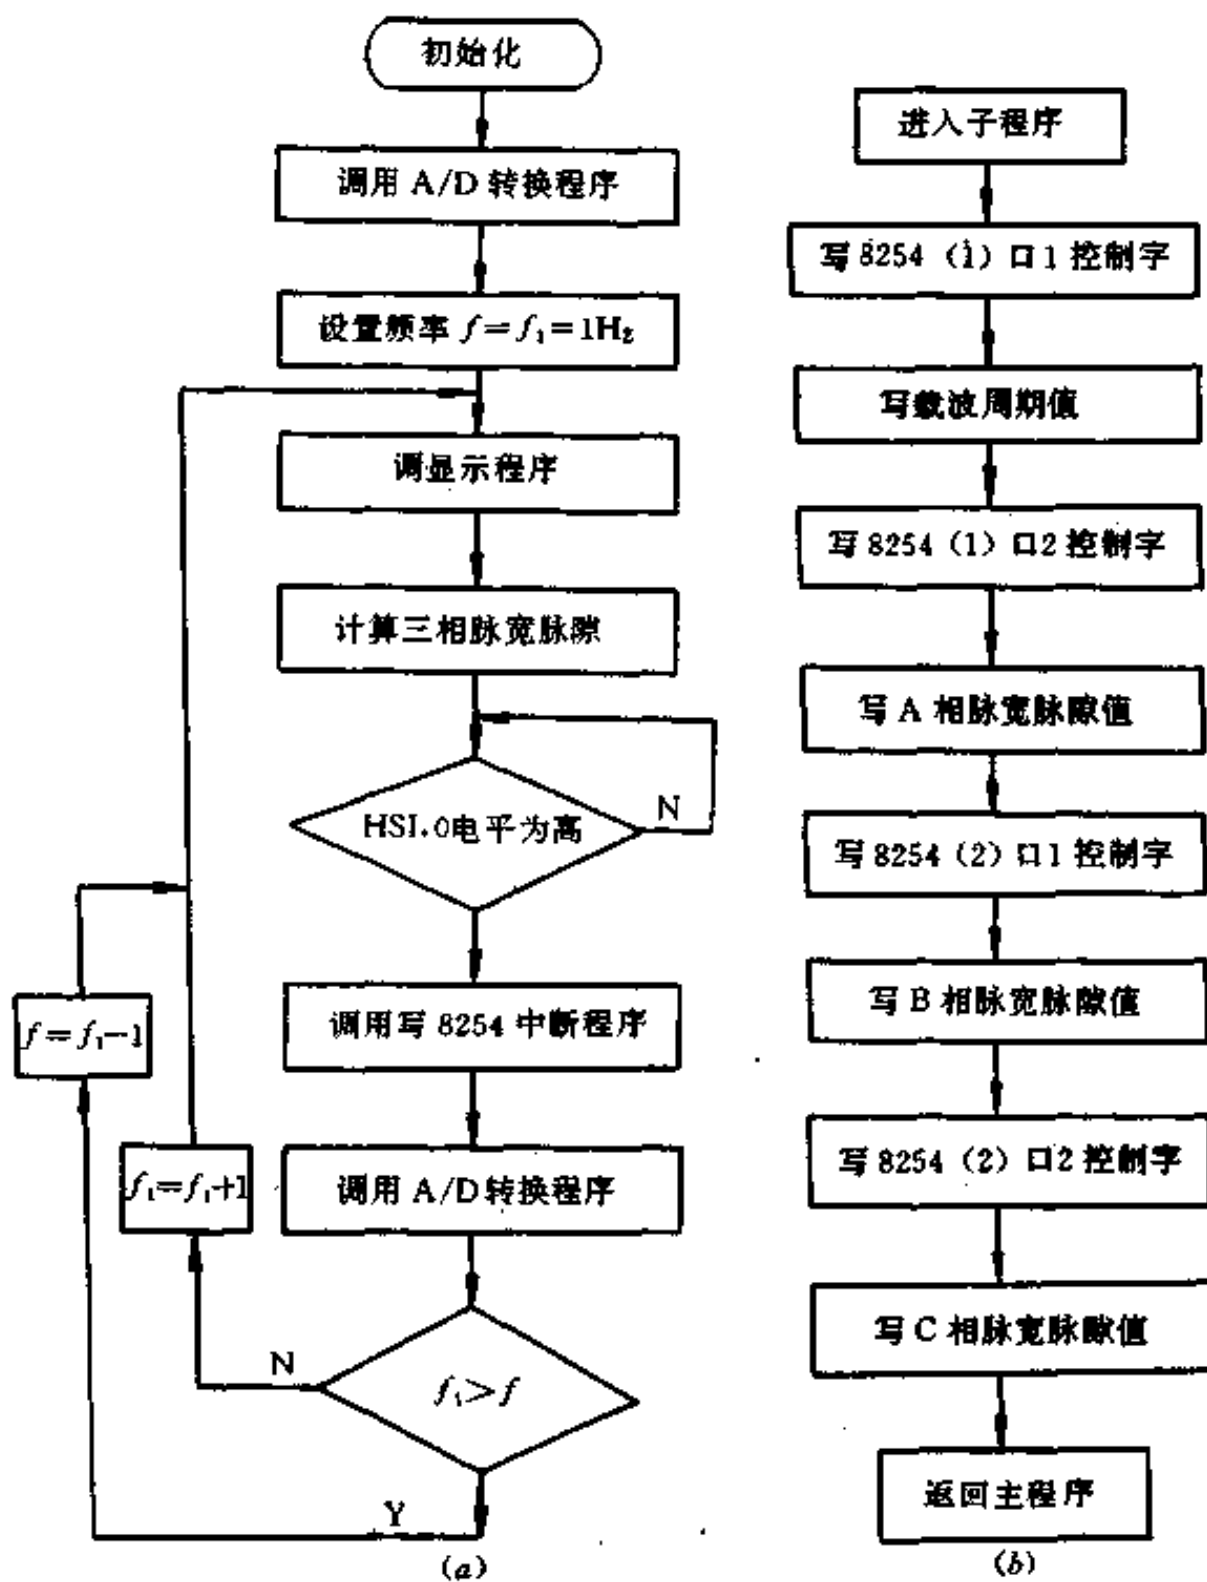 初始化
调用 A/D 转换程序
设置频率 f=f₁=1Hz
调显示程序
计算三相脉宽脉隙
HSI.0电平为高
N
调用写 8254 中断程序
调用 A/D 转换程序
f₁>f
N
Y
f₁=f₁+1
f=f₁-1
(a)
进入子程序
写 8254 (1) 口1 控制字
写载波周期值
写 8254 (1) 口2 控制字
写 A 相脉宽脉隙值
写 8254 (2) 口1 控制字
写 B 相脉宽脉隙值
写 8254 (2) 口2 控制字
写 C 相脉宽脉隙值
返回主程序
(b)